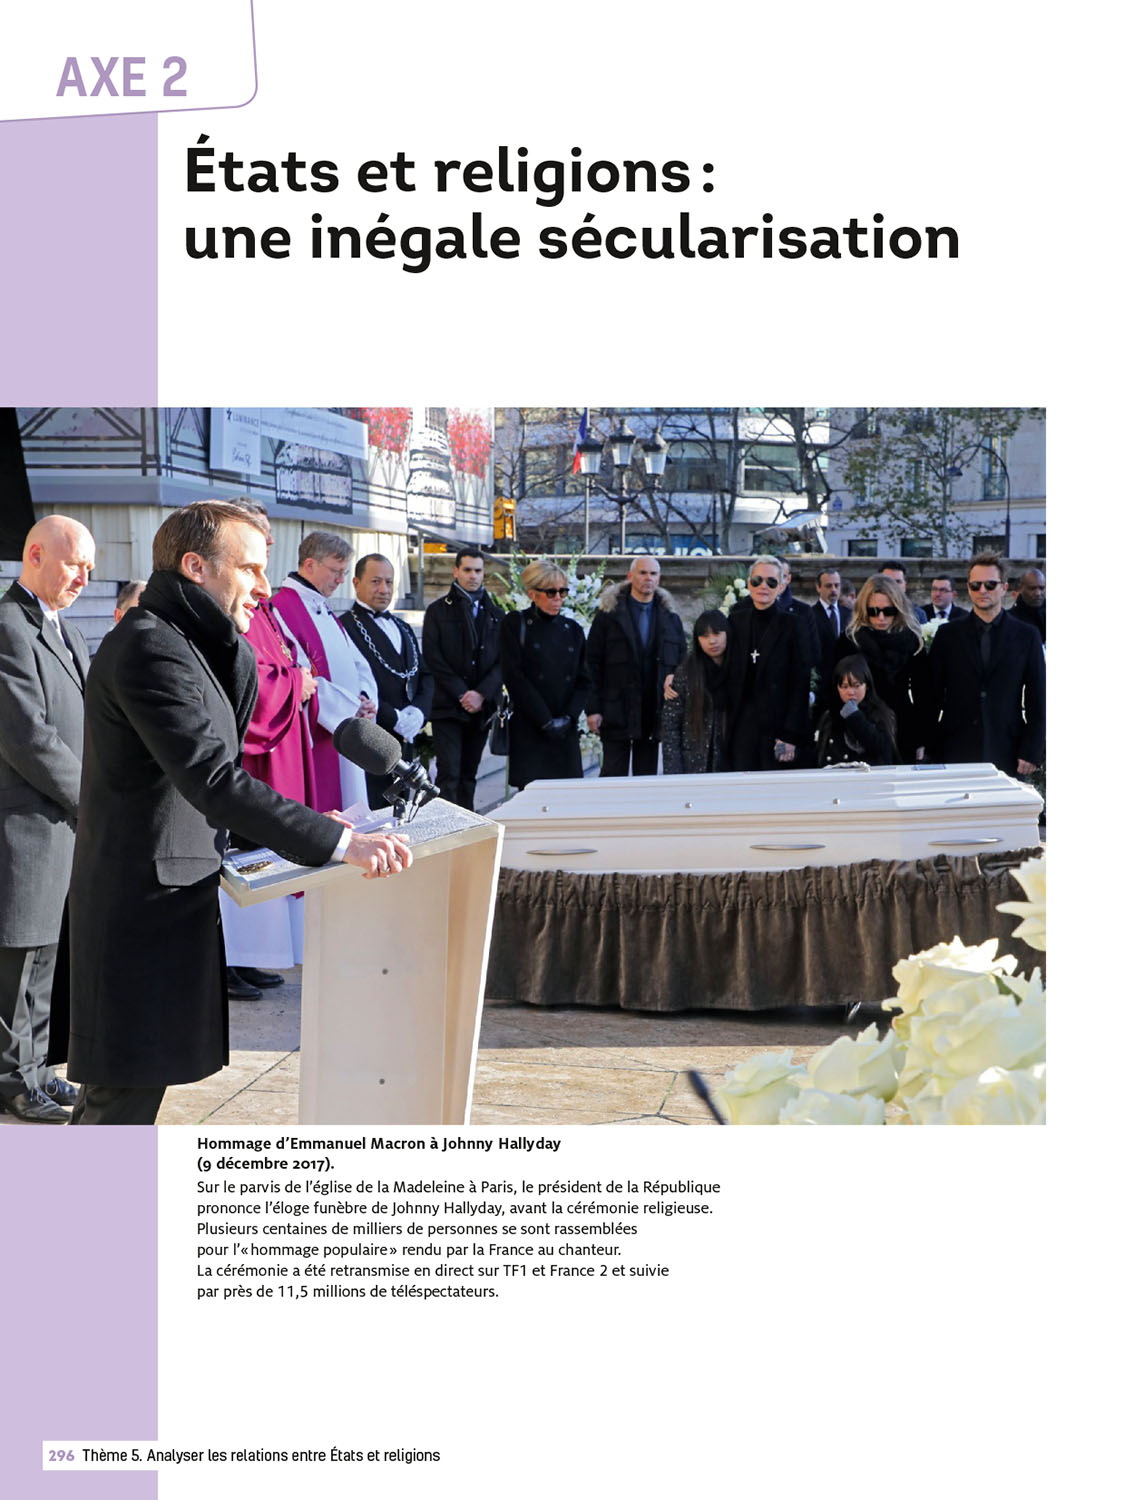 AXE 2
États et religions :
une inégale sécularisation
LUMINANCE
Hommage d'Emmanuel Macron à Johnny Hallyday
(9 décembre 2017).
Sur le parvis de l'église de la Madeleine à Paris, le président de la République
prononce l'éloge funèbre de Johnny Hallyday, avant la cérémonie religieuse.
Plusieurs centaines de milliers de personnes se sont rassemblées
pour l'« hommage populaire » rendu par la France au chanteur.
La cérémonie a été retransmise en direct sur TF1 et France 2 et suivie
par près de 11,5 millions de téléspectateurs.
296 Thème 5. Analyser les relations entre États et religions